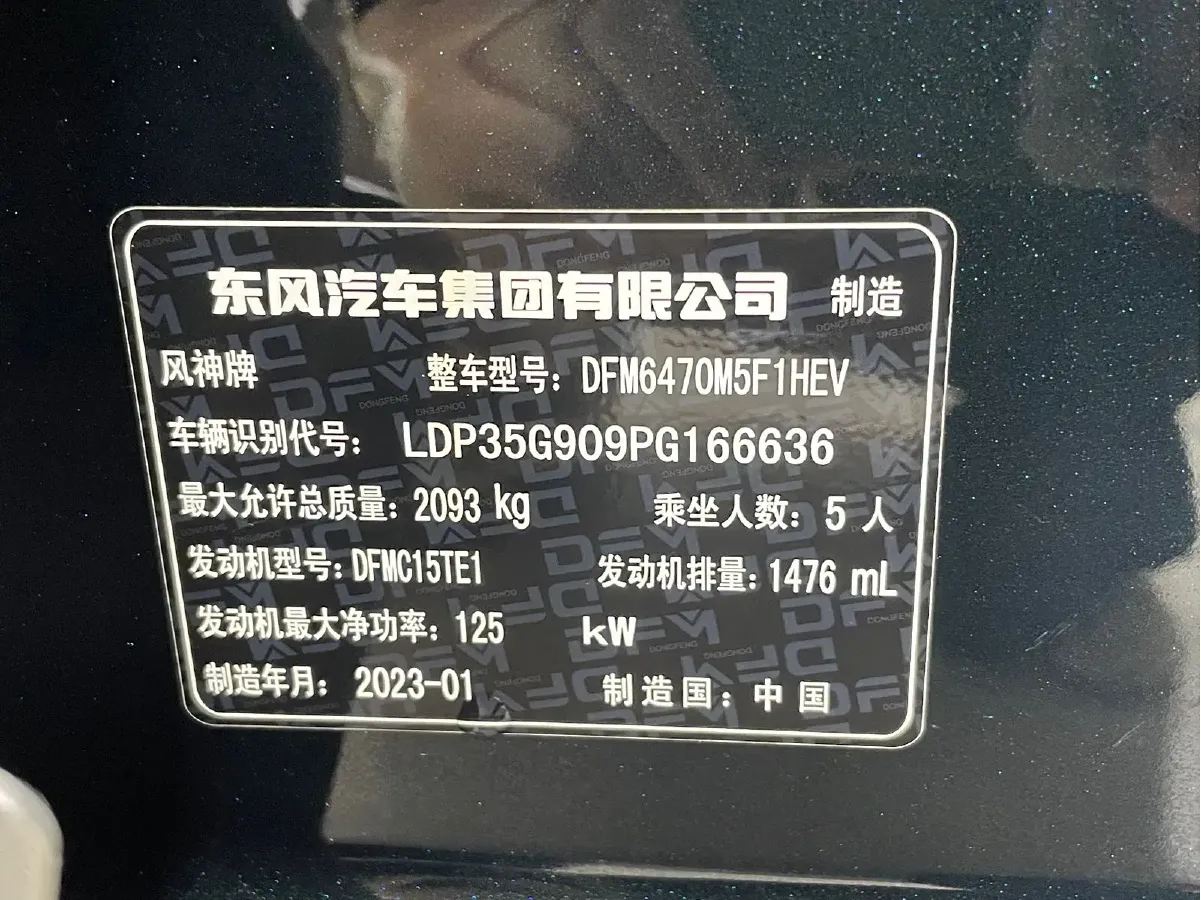 东风汽车集团有限公司 制造
风神牌 整车型号：DFM6470M5F1HEV
车辆识别代号： LDP35G909PG166636
最大允许总质量：2093 kg 乘坐人数：5 人
发动机型号：DFMC15TE1 发动机排量：1476 mL
发动机最大净功率：125 kW
制造年月： 2023-01 制造国：中国